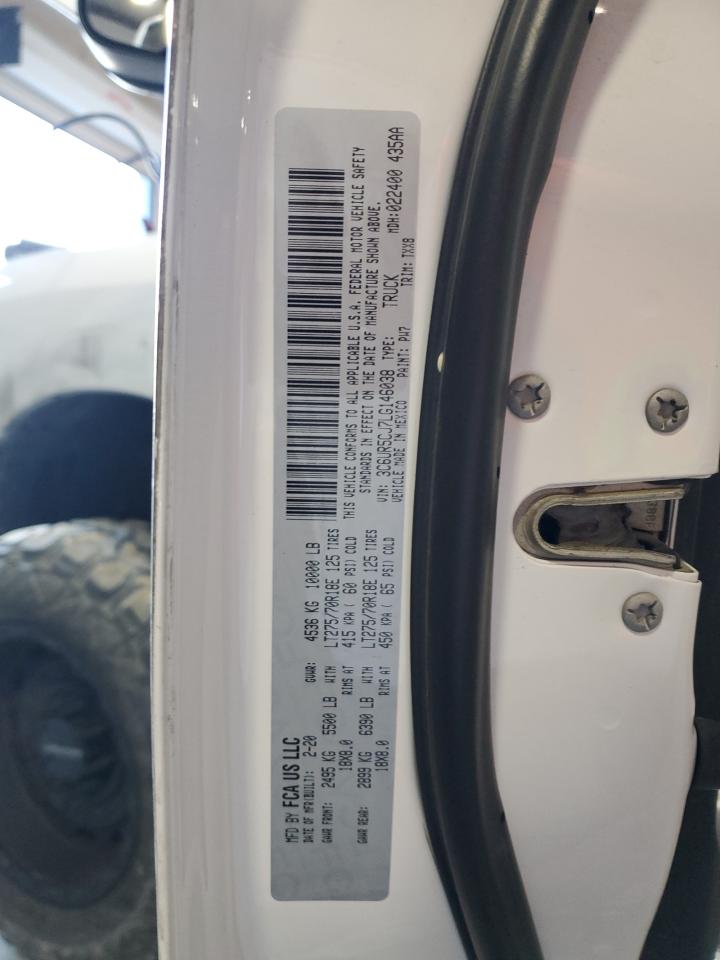 MFD BY FCA US LLC
DATE OF MFR(BUILT): 2-20 GVWR: 4536 KG 10000 LB
GAWR FRONT: 2495 KG 5500 LB WITH LT275/70R18E 125 TIRES
18X8.0 RIMS AT 415 KPA ( 60 PSI) COLD
GAWR REAR: 2899 KG 6390 LB WITH LT275/70R18E 125 TIRES
18X8.0 RIMS AT 450 KPA ( 65 PSI) COLD
THIS VEHICLE CONFORMS TO ALL APPLICABLE U.S.A. FEDERAL MOTOR VEHICLE SAFETY
STANDARDS IN EFFECT ON THE DATE OF MANUFACTURE SHOWN ABOVE.
VIN: 3C6UR5CJ7LG146038 TYPE: TRUCK MDH:022400 435AA
VEHICLE MADE IN MEXICO PAINT: PW7 TRIM: TXX8